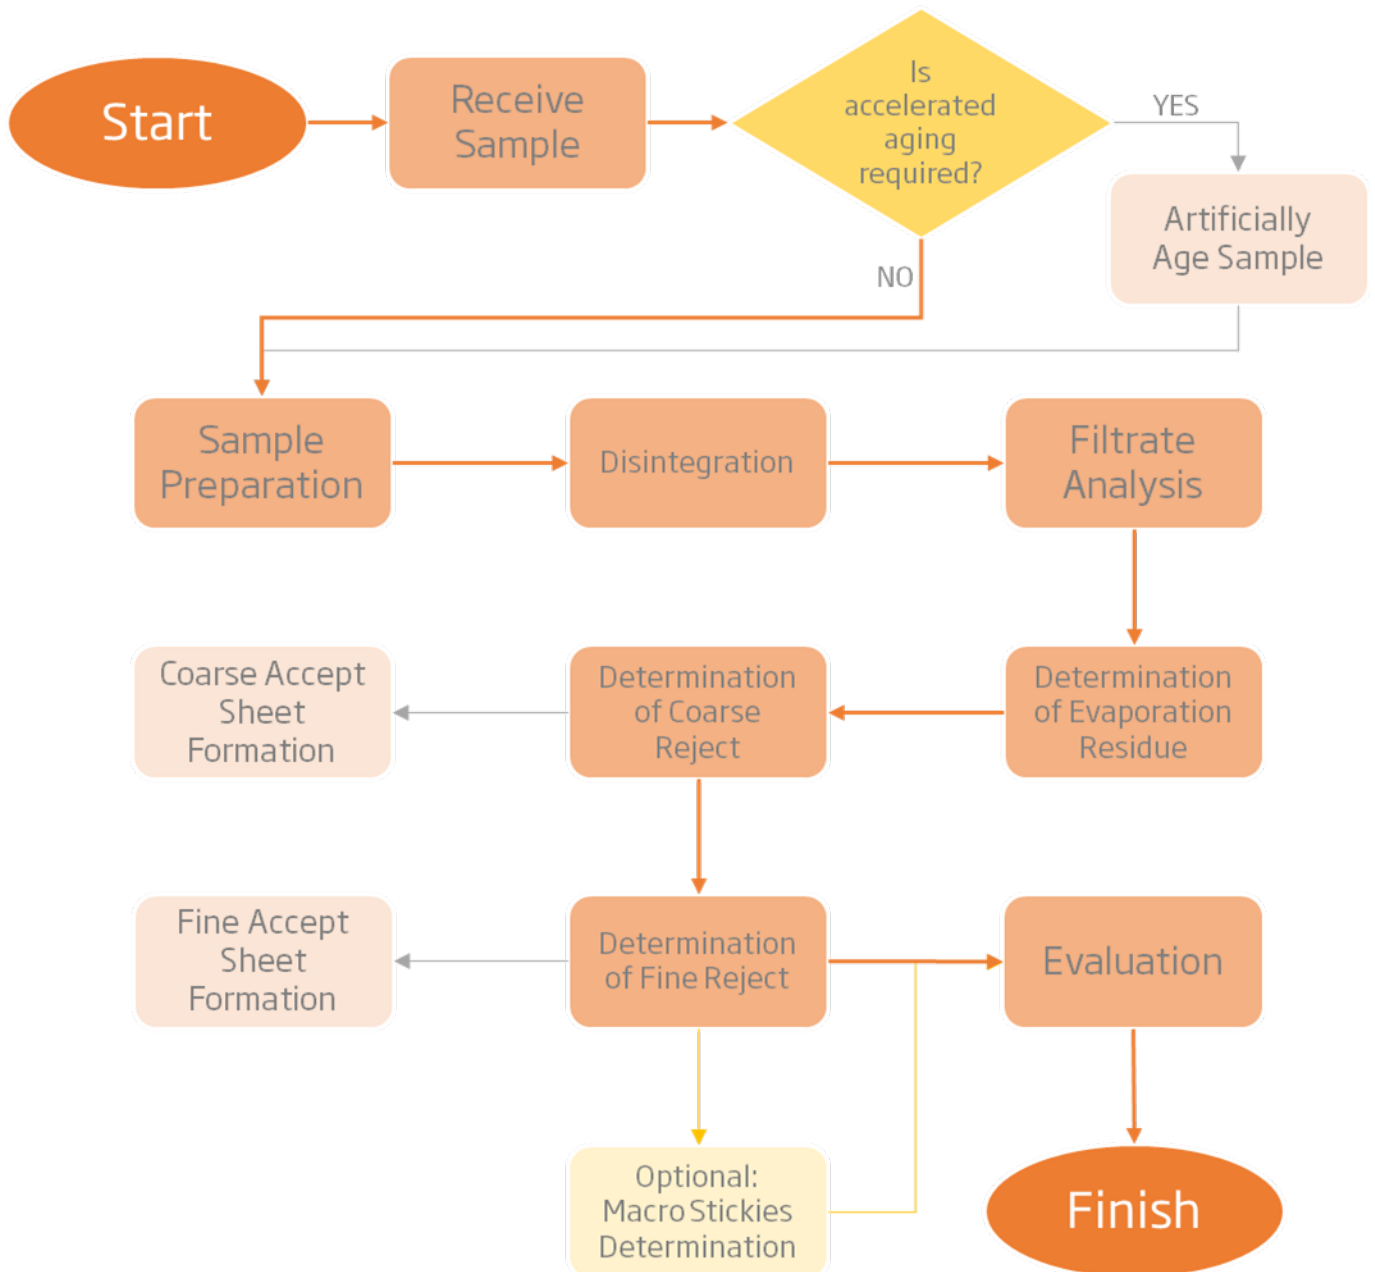 Start
Receive
Sample
Is
accelerated
aging
required?
YES
Artificially
Age Sample
NO
Sample
Preparation
Disintegration
Filtrate
Analysis
Coarse Accept
Sheet
Formation
Determination
of Coarse
Reject
Determination
of Evaporation
Residue
Fine Accept
Sheet
Formation
Determination
of Fine Reject
Evaluation
Optional:
Macro Stickies
Determination
Finish